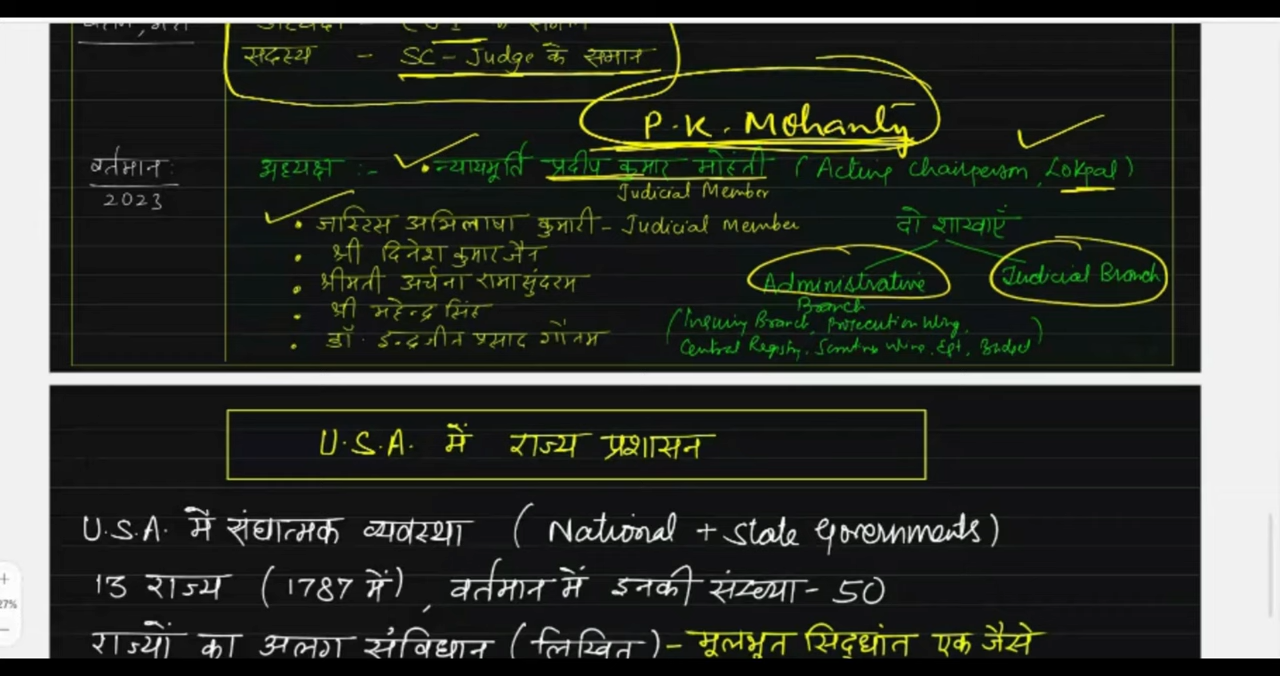 सदस्य - SC-Judge के समान
P.K. Mohanty
वर्तमान: 2023
अध्यक्ष :- • न्यायमूर्ति प्रदीप कुमार मोहंती (Acting Chairperson, Lokpal)
Judicial Member
• जस्टिस अभिलाषा कुमारी - Judicial Member
दो शाखाएँ
• श्री दिनेश कुमार जैन
• श्रीमती अर्चना रामासुंदरम
Administrative Branch
Judicial Branch
• श्री महेन्द्र सिंह
(Inquiry Branch, Prosecution Wing,
• डॉ. इन्द्रजीत प्रसाद गौतम
Central Registry, Budget)
U.S.A. में राज्य प्रशासन
U.S.A. में संघात्मक व्यवस्था (National + State Governments)
13 राज्य (1787 में), वर्तमान में इनकी संख्या - 50
राज्यों का अलग संविधान (लिखित) - मूलभूत सिद्धांत एक जैसे
+
27%
-